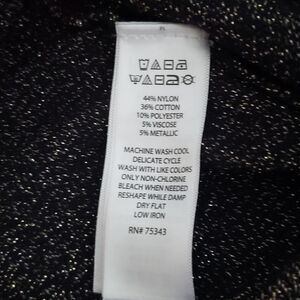 44% NYLON
36% COTTON
10% POLYESTER
5% VISCOSE
5% METALLIC
MACHINE WASH COOL
DELICATE CYCLE
WASH WITH LIKE COLORS
ONLY NON-CHLORINE
BLEACH WHEN NEEDED
RESHAPE WHILE DAMP
DRY FLAT
LOW IRON
RN# 75343